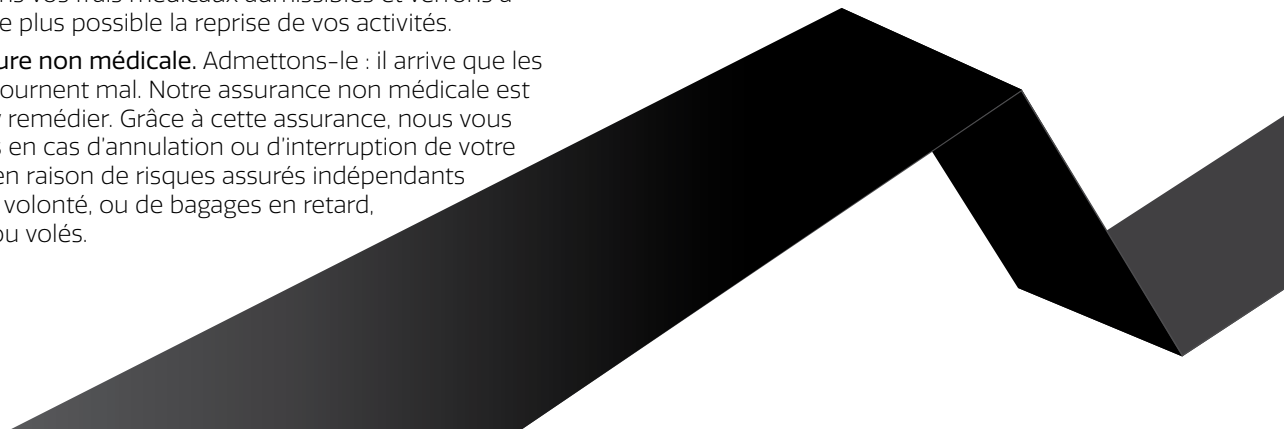 ns vos frais médicaux admissibles et verrons à
e plus possible la reprise de vos activités.
ure non médicale. Admettons-le : il arrive que les
ournent mal. Notre assurance non médicale est
y remédier. Grâce à cette assurance, nous vous
s en cas d'annulation ou d'interruption de votre
en raison de risques assurés indépendants
volonté, ou de bagages en retard,
ou volés.